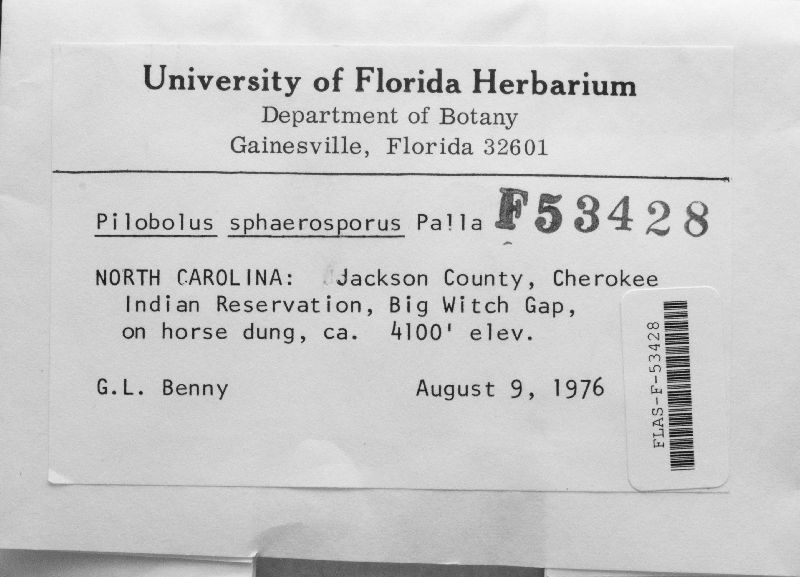 University of Florida Herbarium
Department of Botany
Gainesville, Florida 32601
Pilobolus sphaerosporus Palla F53428
NORTH CAROLINA: Jackson County, Cherokee
Indian Reservation, Big Witch Gap,
on horse dung, ca. 4100' elev.
G.L. Benny August 9, 1976
FLAS-F-53428